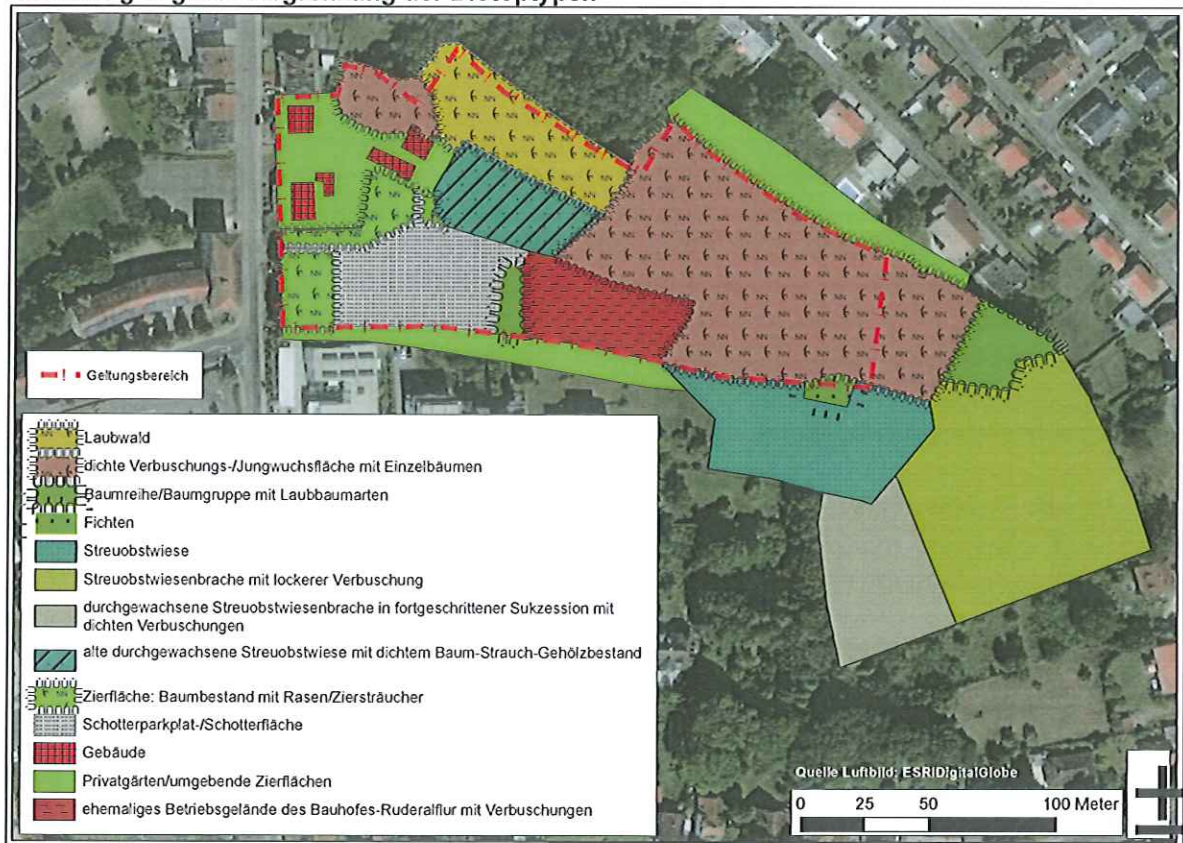 Geltungsbereich
Laubwald
dichte Verbuschungs-/Jungwuchsfläche mit Einzelbäumen
Baumreihe/Baumgruppe mit Laubbaumarten
Fichten
Streuobstwiese
Streuobstwiesenbrache mit lockerer Verbuschung
durchgewachsene Streuobstwiesenbrache in fortgeschrittener Sukzession mit
dichten Verbuschungen
alte durchgewachsene Streuobstwiese mit dichtem Baum-Strauch-Gehölzbestand
Zierfläche: Baumbestand mit Rasen/Ziersträucher
Schotterparkplat-/Schotterfläche
Gebäude
Privatgärten/umgebende Zierflächen
ehemaliges Betriebsgelände des Bauhofes-Ruderalflur mit Verbuschungen
Quelle Luftbild: ESRIDigitalGlobe
0 25 50 100 Meter